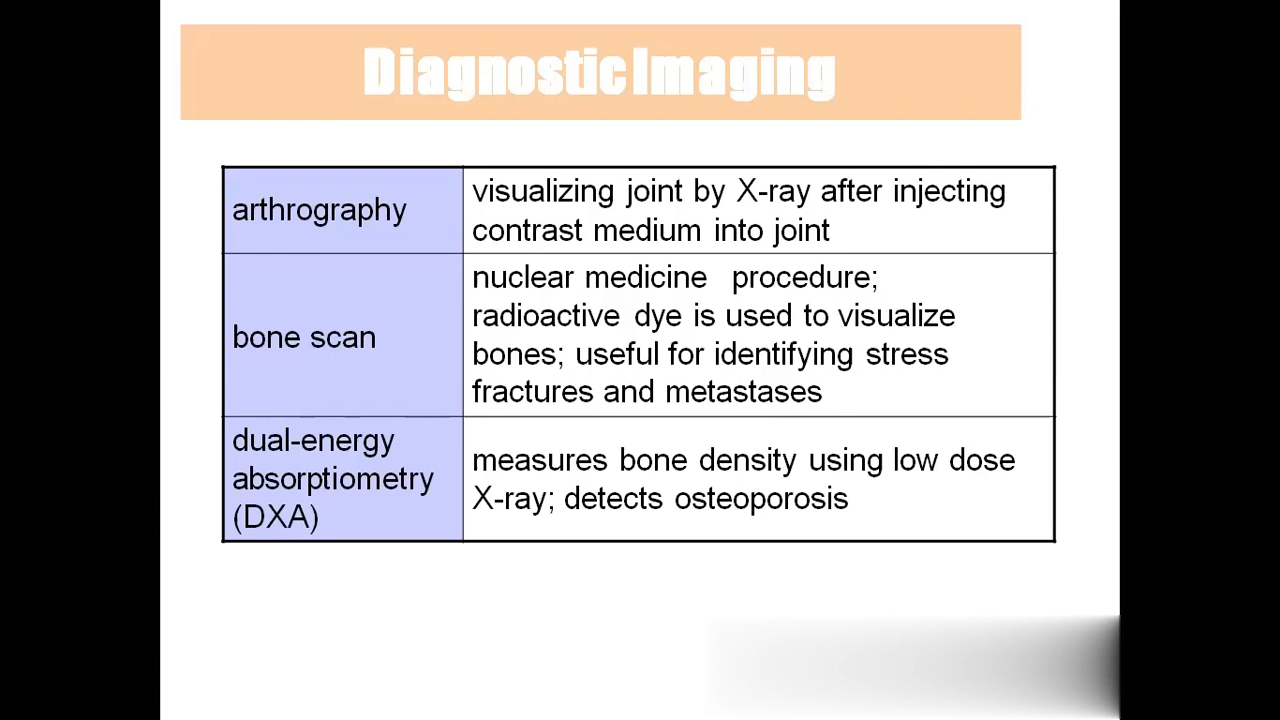 Diagnostic Imaging
arthrography
visualizing joint by X-ray after injecting
contrast medium into joint
bone scan
nuclear medicine procedure;
radioactive dye is used to visualize
bones; useful for identifying stress
fractures and metastases
dual-energy
absorptiometry
(DXA)
measures bone density using low dose
X-ray; detects osteoporosis